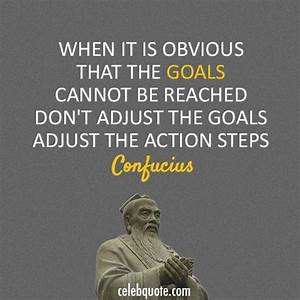 WHEN IT IS OBVIOUS
THAT THE GOALS
CANNOT BE REACHED
DON'T ADJUST THE GOALS
ADJUST THE ACTION STEPS
Confucius
celebquote.com